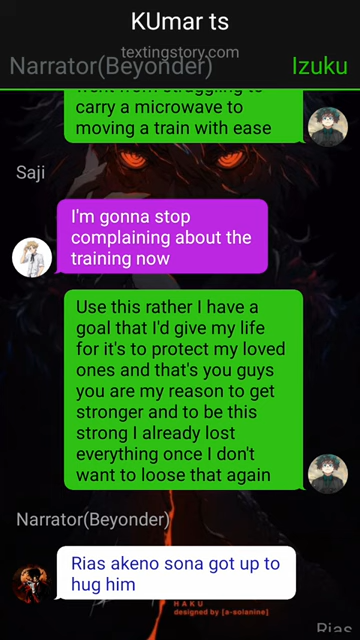 KUmar ts
textingstory.com
Narrator(Beyonder)
Izuku
went from struggling to
carry a microwave to
moving a train with ease
Saji
I'm gonna stop
complaining about the
training now
Use this rather I have a
goal that I'd give my life
for it's to protect my loved
ones and that's you guys
you are my reason to get
stronger and to be this
strong I already lost
everything once I don't
want to loose that again
Narrator(Beyonder)
Rias akeno sona got up to
hug him
HAKU
designed by [a-solanine]
Rias